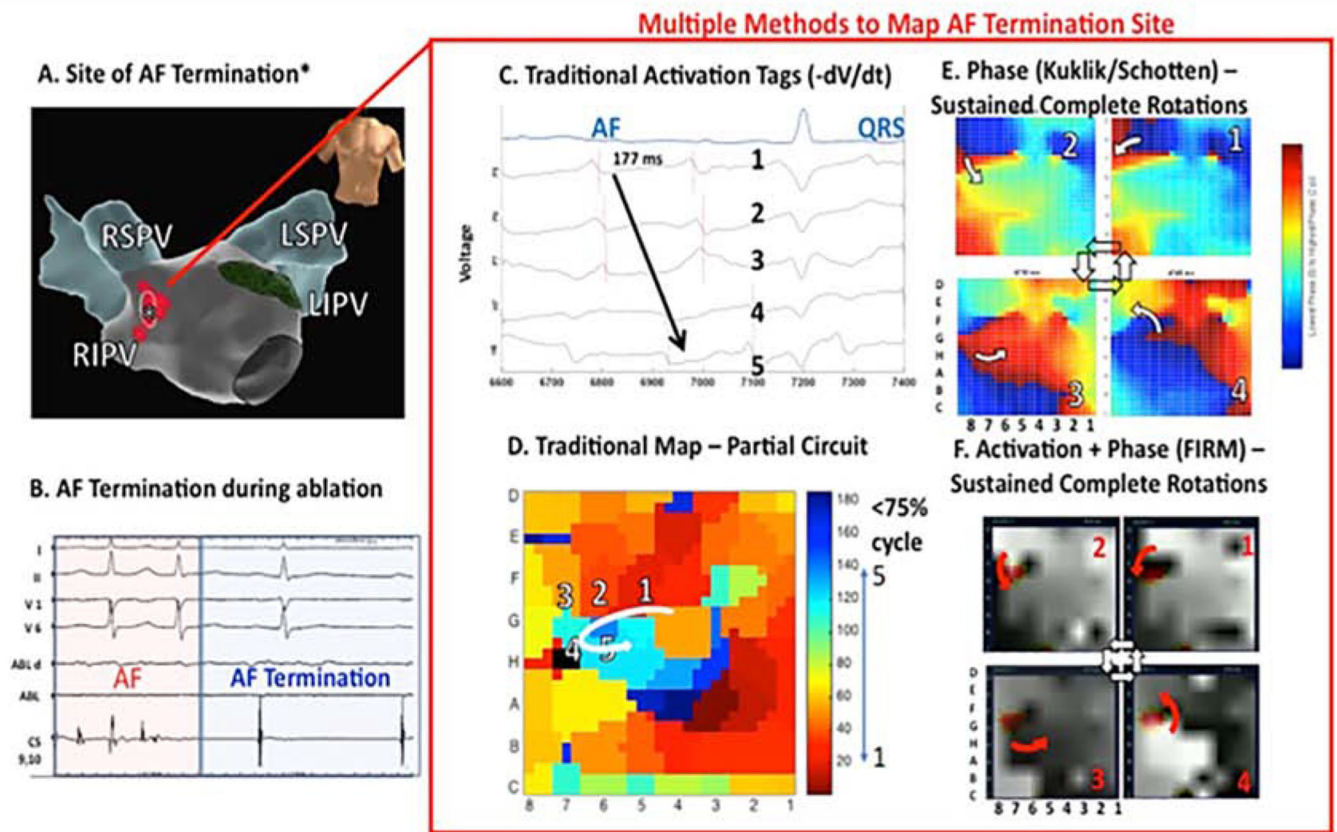 Multiple Methods to Map AF Termination Site
A. Site of AF Termination*
RSPV
LSPV
LIPV
RIPV
B. AF Termination during ablation
I
II
V 1
V 6
ABL d
ABL
CS
9,10
AF
AF Termination
C. Traditional Activation Tags (-dV/dt)
AF
QRS
177 ms
1
2
3
4
5
Voltage
6600 6700 6800 6900 7000 7100 7200 7300 7400
D. Traditional Map – Partial Circuit
D
E
F
G
H
A
B
C
8 7 6 5 4 3 2 1
3 2 1
4 5
180
160
140
120
100
80
60
40
20
<75%
cycle
5
1
E. Phase (Kuklik/Schotten) –
Sustained Complete Rotations
2 1
3 4
D
E
F
G
H
A
B
C
8 7 6 5 4 3 2 1
F. Activation + Phase (FIRM) –
Sustained Complete Rotations
2 1
3 4
D
E
F
G
H
A
B
C
8 7 6 5 4 3 2 1